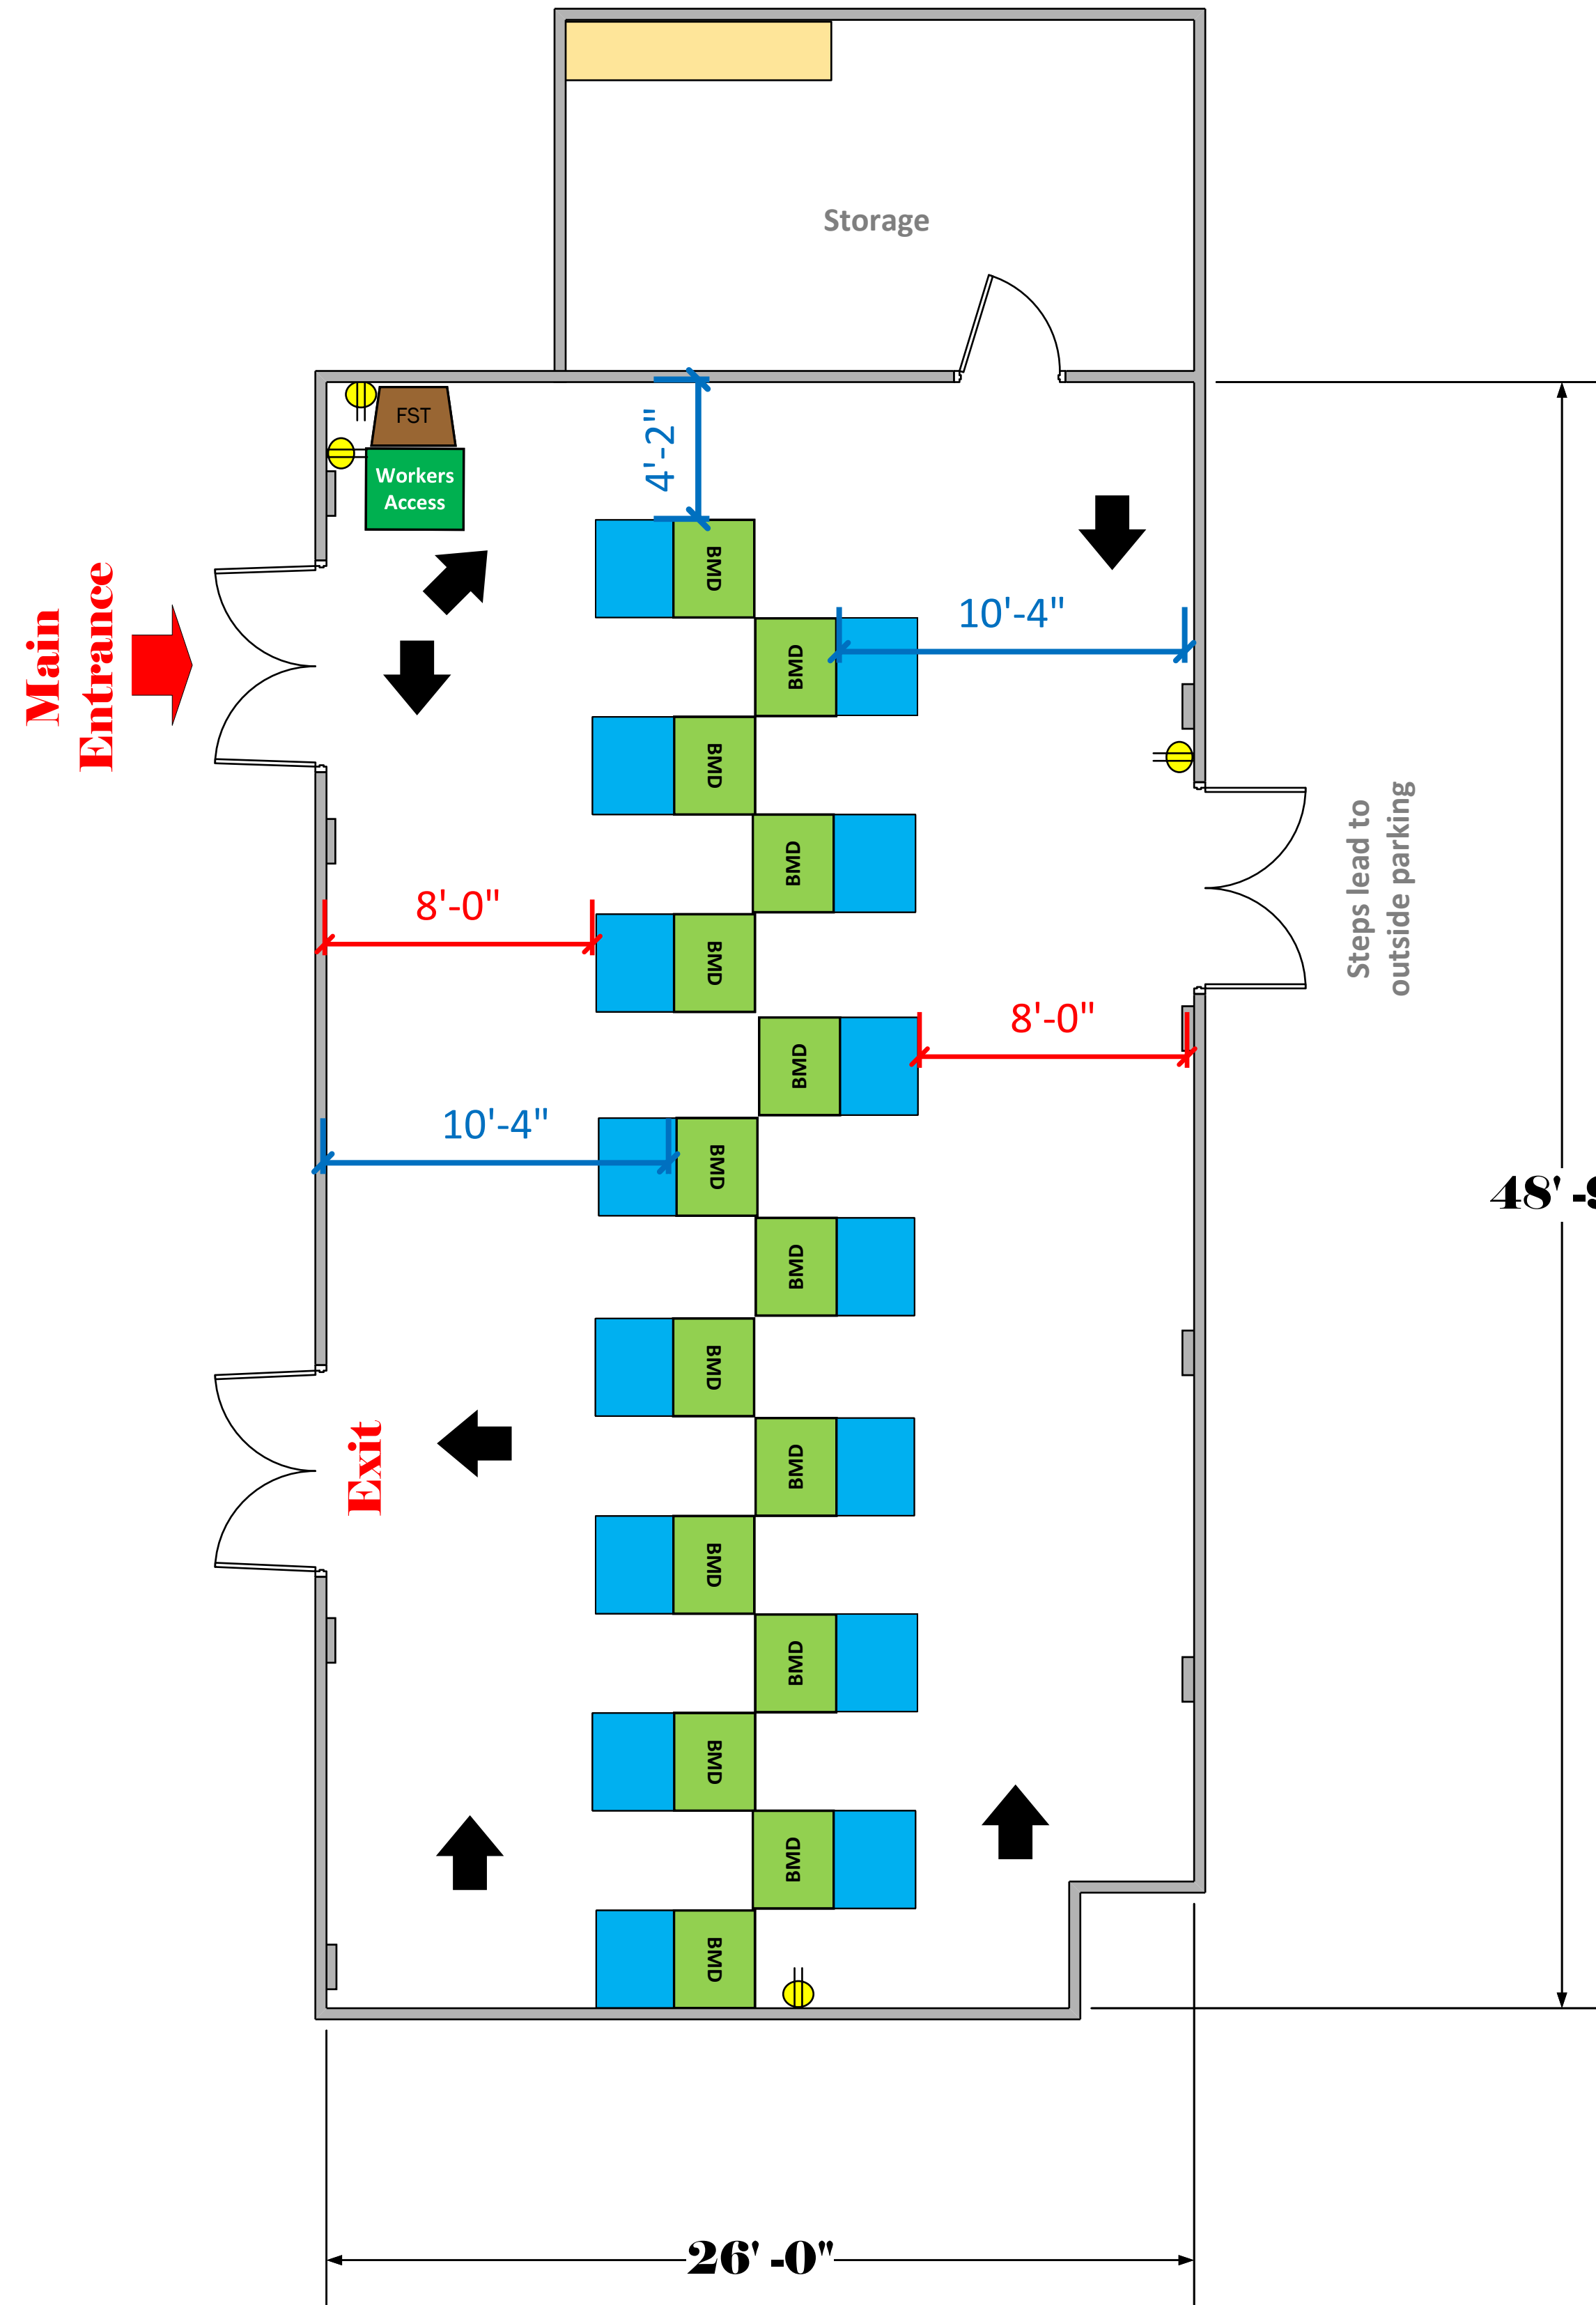 Storage
FST
Workers
Access
4'-2"
BMD
10'-4"
BMD
Main
Entrance
BMD
BMD
Steps lead to
outside parking
8'-0"
BMD
8'-0"
BMD
10'-4"
BMD
48' -9
BMD
BMD
Exit
BMD
BMD
BMD
BMD
BMD
BMD
26' -0"